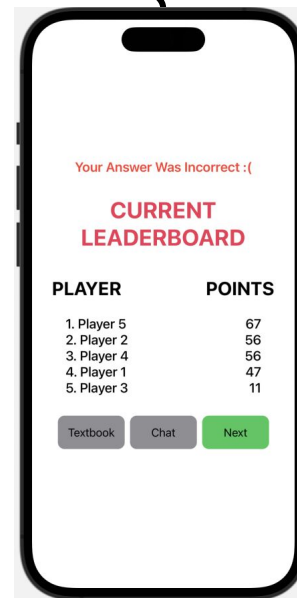 Your Answer Was Incorrect :(
CURRENT
LEADERBOARD
PLAYER POINTS
1. Player 5 67
2. Player 2 56
3. Player 4 56
4. Player 1 47
5. Player 3 11
Textbook Chat Next